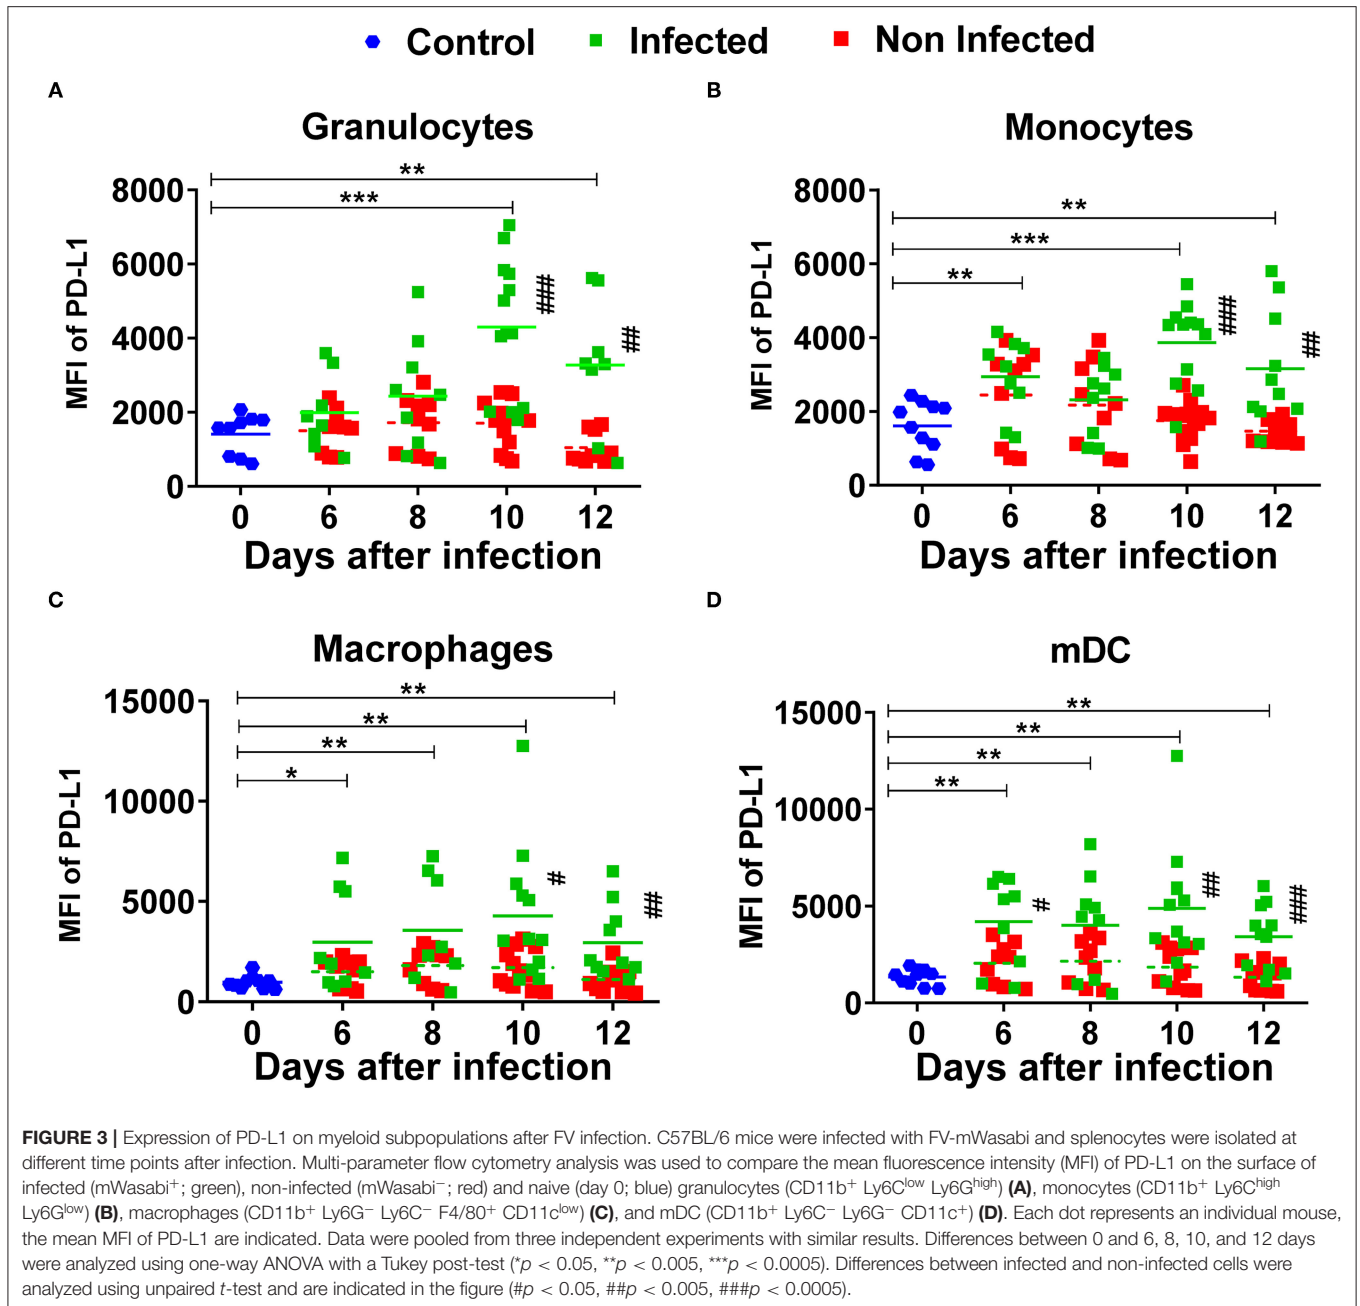 Control Infected Non Infected
A
Granulocytes
**
***
8000
6000
4000
2000
0
MFI of PD-L1
###
##
0 6 8 10 12
Days after infection
B
Monocytes
**
***
**
8000
6000
4000
2000
0
MFI of PD-L1
###
##
0 6 8 10 12
Days after infection
C
Macrophages
**
**
**
*
15000
10000
5000
0
MFI of PD-L1
#
##
0 6 8 10 12
Days after infection
D
mDC
**
**
**
**
15000
10000
5000
0
MFI of PD-L1
#
##
###
0 6 8 10 12
Days after infection
FIGURE 3 | Expression of PD-L1 on myeloid subpopulations after FV infection. C57BL/6 mice were infected with FV-mWasabi and splenocytes were isolated at
different time points after infection. Multi-parameter flow cytometry analysis was used to compare the mean fluorescence intensity (MFI) of PD-L1 on the surface of
infected (mWasabi⁺; green), non-infected (mWasabi⁻; red) and naive (day 0; blue) granulocytes (CD11b⁺ Ly6C^low Ly6G^high) (A), monocytes (CD11b⁺ Ly6C^high
Ly6G^low) (B), macrophages (CD11b⁺ Ly6G⁻ Ly6C⁻ F4/80⁺ CD11c^low) (C), and mDC (CD11b⁺ Ly6C⁻ Ly6G⁻ CD11c⁺) (D). Each dot represents an individual mouse,
the mean MFI of PD-L1 are indicated. Data were pooled from three independent experiments with similar results. Differences between 0 and 6, 8, 10, and 12 days
were analyzed using one-way ANOVA with a Tukey post-test (*p < 0.05, **p < 0.005, ***p < 0.0005). Differences between infected and non-infected cells were
analyzed using unpaired t-test and are indicated in the figure (#p < 0.05, ##p < 0.005, ###p < 0.0005).